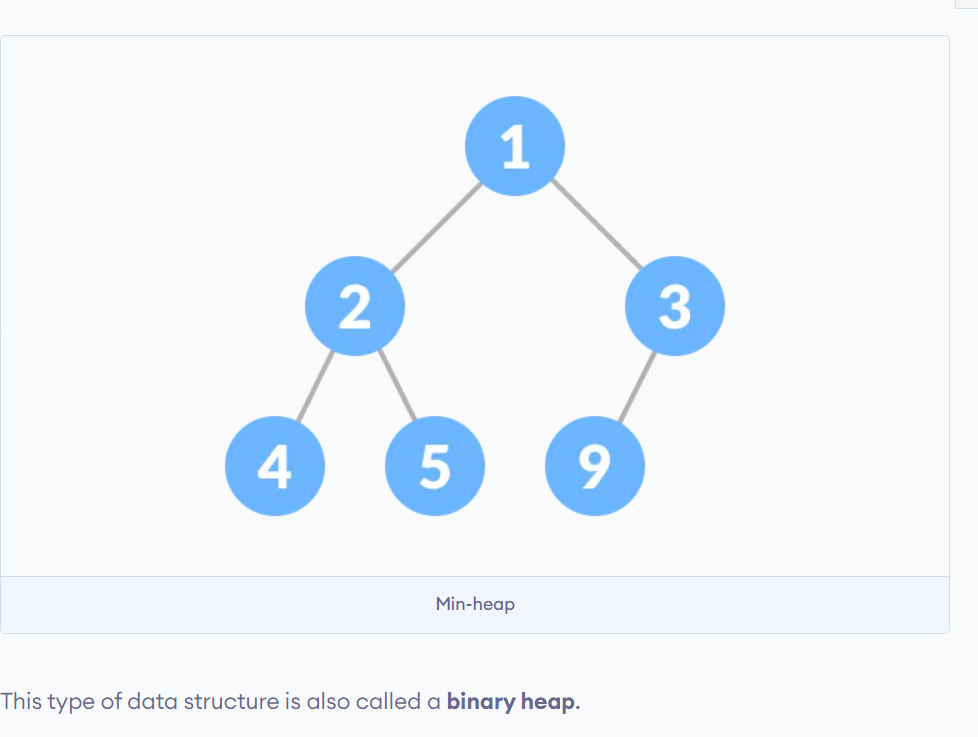 1
2 3
4 5 9
Min-heap
This type of data structure is also called a binary heap.